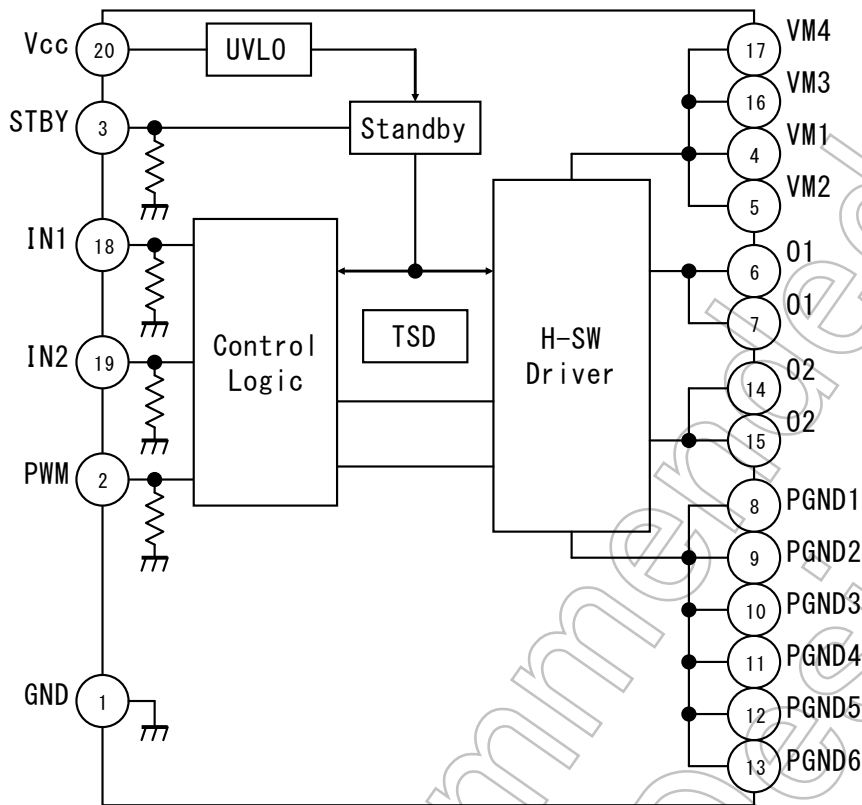 Vcc 20 UVLO 17 VM4
16 VM3
STBY 3 Standby 4 VM1
5 VM2
IN1 18 6 O1
TSD 7 O1
IN2 19 Control Logic H-SW Driver 14 O2
15 O2
PWM 2 8 PGND1
9 PGND2
10 PGND3
11 PGND4
GND 1 12 PGND5
13 PGND6